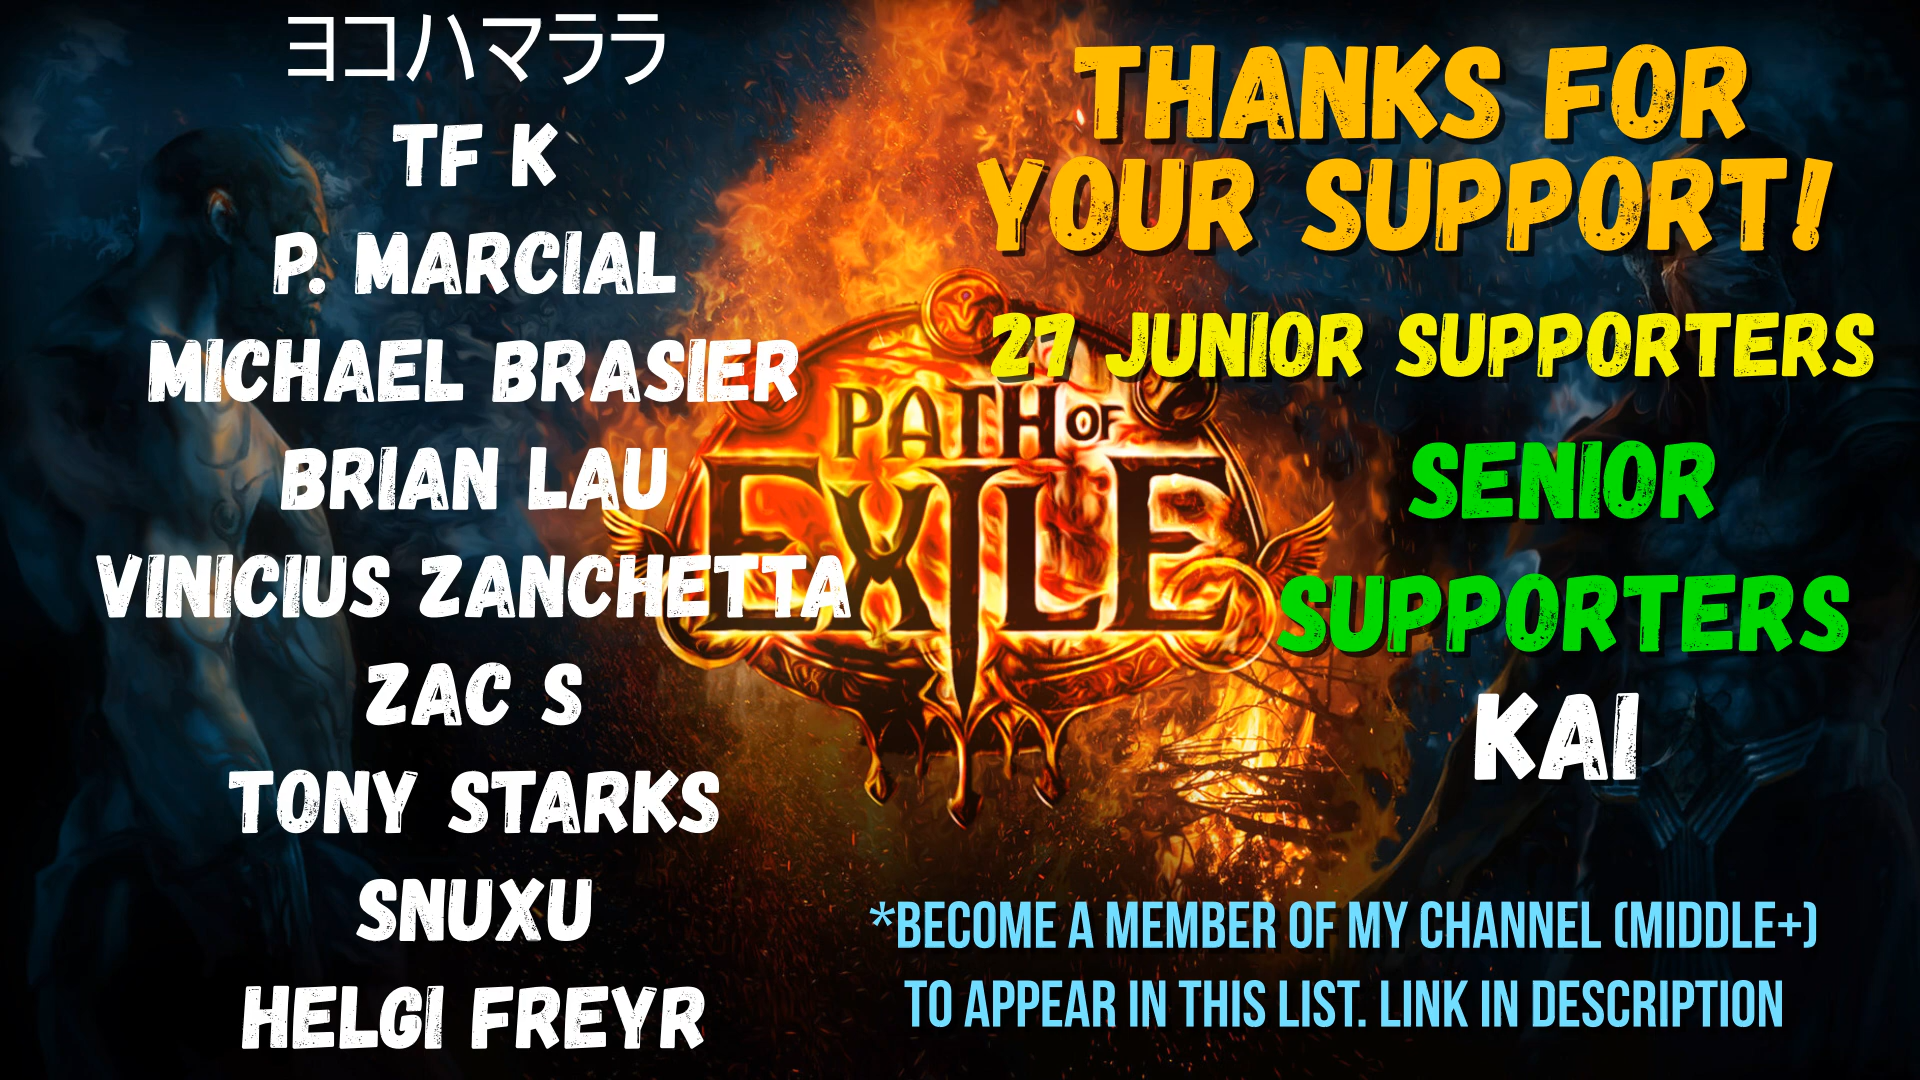 ヨコハマララ
TF K
P. MARCIAL
MICHAEL BRASIER
BRIAN LAU
VINICIUS ZANCHETTA
ZAC S
TONY STARKS
SNUXU
HELGI FREYR
THANKS FOR
YOUR SUPPORT!
27 JUNIOR SUPPORTERS
PATH OF
EXILE
SENIOR
SUPPORTERS
KAI
*BECOME A MEMBER OF MY CHANNEL (MIDDLE+)
TO APPEAR IN THIS LIST. LINK IN DESCRIPTION